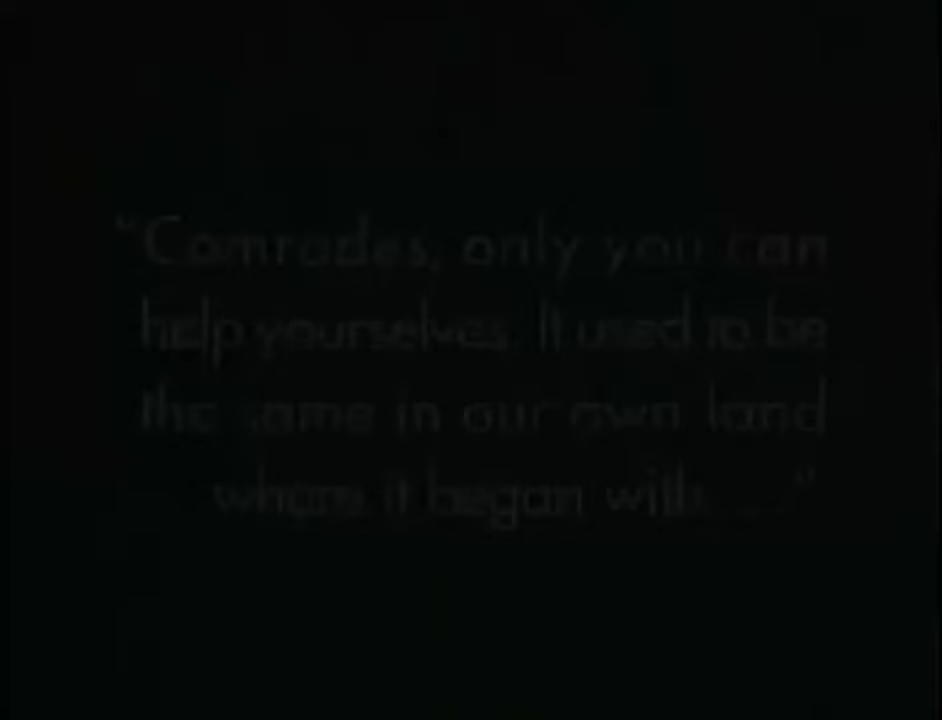 "Comrades, only you can
help yourselves. It used to be
the same in our own land
where it began with . . ."